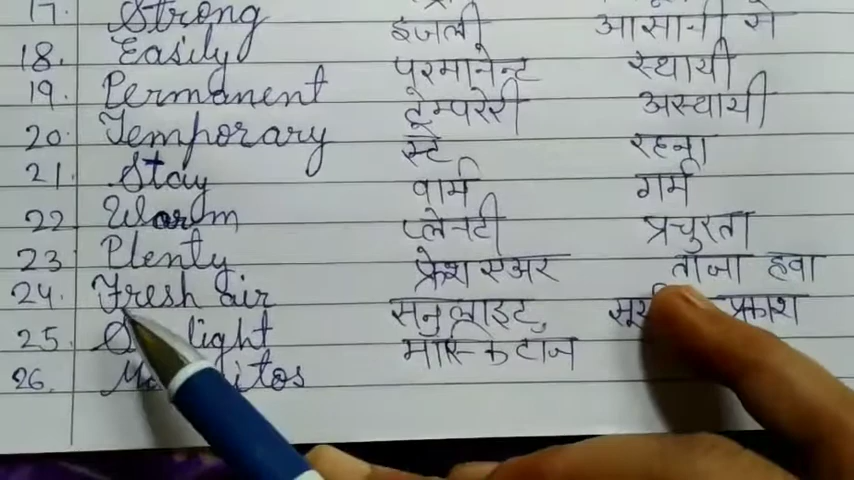 17. Strong
18. Easily इजली आसानी से
19. Permanent परमानेन्ट स्थायी
20. Temporary टेम्परेरी अस्थायी
21. Stay स्टे रहना
22 Warm वार्म गर्म
23 Plenty प्लेनटी प्रचुरता
24. Fresh air फ्रेश एअर ताजा हवा
25. light सनलाइट प्रकाश
26. मास्किटोज